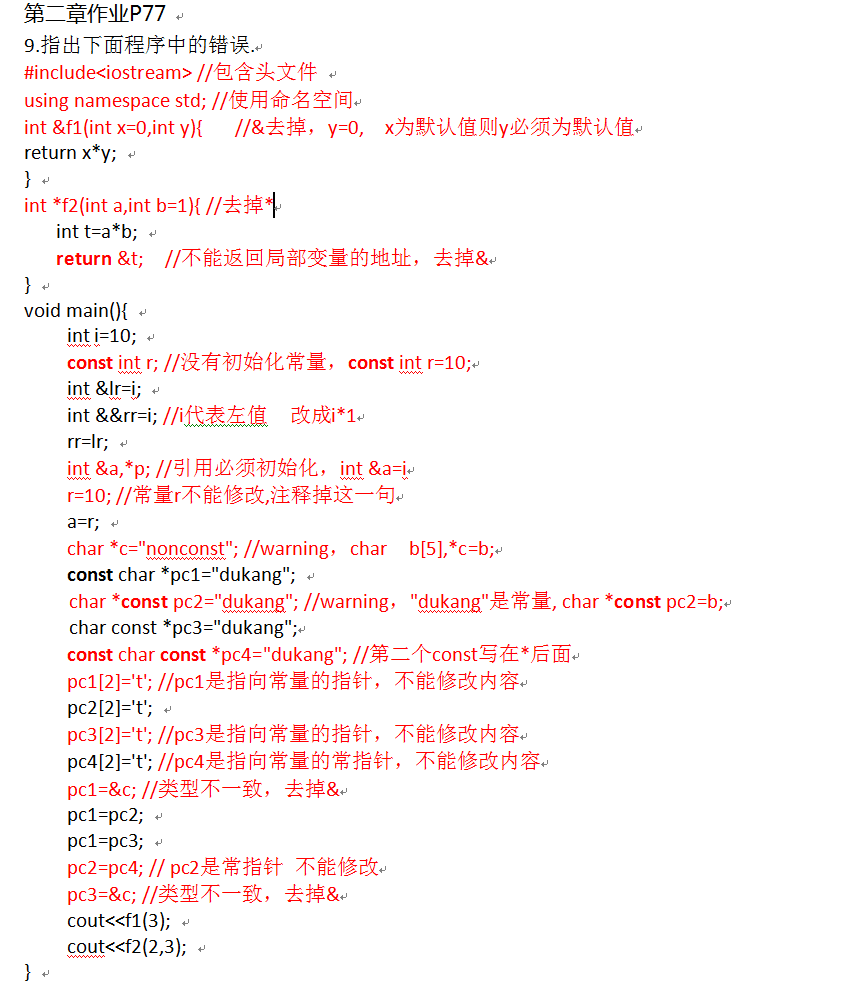 第二章作业P77
9.指出下面程序中的错误.
#include<iostream> //包含头文件
using namespace std; //使用命名空间
int &f1(int x=0,int y){ //&去掉，y=0, x为默认值则y必须为默认值
return x*y;
}
int *f2(int a,int b=1){ //去掉*
int t=a*b;
return &t; //不能返回局部变量的地址，去掉&
}
void main(){
int i=10;
const int r; //没有初始化常量，const int r=10;
int &lr=i;
int &&rr=i; //i代表左值 改成i*1
rr=lr;
int &a,*p; //引用必须初始化，int &a=i
r=10; //常量r不能修改,注释掉这一句
a=r;
char *c="nonconst"; //warning，char b[5],*c=b;
const char *pc1="dukang";
char *const pc2="dukang"; //warning，"dukang"是常量, char *const pc2=b;
char const *pc3="dukang";
const char const *pc4="dukang"; //第二个const写在*后面
pc1[2]='t'; //pc1是指向常量的指针，不能修改内容
pc2[2]='t';
pc3[2]='t'; //pc3是指向常量的指针，不能修改内容
pc4[2]='t'; //pc4是指向常量的常指针，不能修改内容
pc1=&c; //类型不一致，去掉&
pc1=pc2;
pc1=pc3;
pc2=pc4; // pc2是常指针 不能修改
pc3=&c; //类型不一致，去掉&
cout<<f1(3);
cout<<f2(2,3);
}